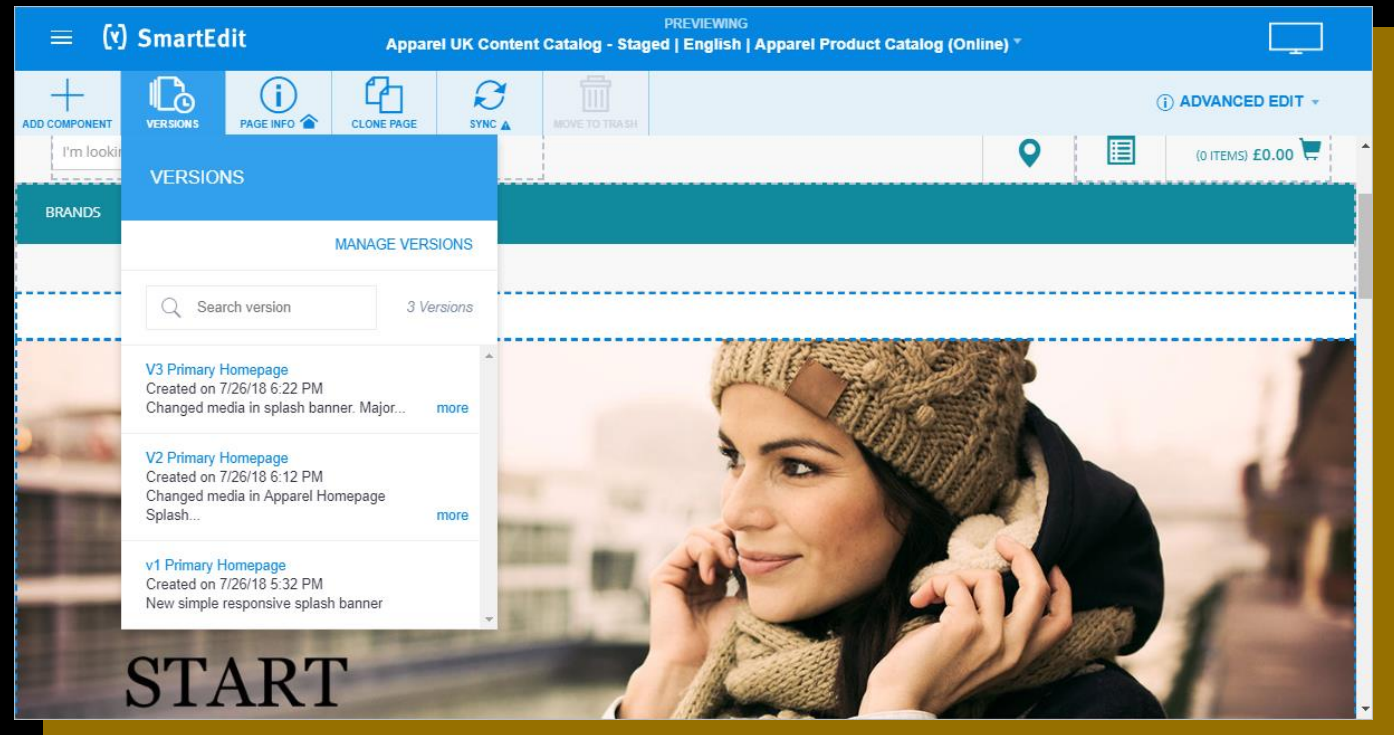 SmartEdit
PREVIEWING
Apparel UK Content Catalog - Staged | English | Apparel Product Catalog (Online)
ADD COMPONENT
VERSIONS
PAGE INFO
CLONE PAGE
SYNC
MOVE TO TRASH
ADVANCED EDIT
I'm
(0 ITEMS) £0.00
BRANDS
VERSIONS
MANAGE VERSIONS
Search version
3 Versions
V3 Primary Homepage
Created on 7/26/18 6:22 PM
Changed media in splash banner. Major... more
V2 Primary Homepage
Created on 7/26/18 6:12 PM
Changed media in Apparel Homepage
Splash... more
v1 Primary Homepage
Created on 7/26/18 5:32 PM
New simple responsive splash banner
START